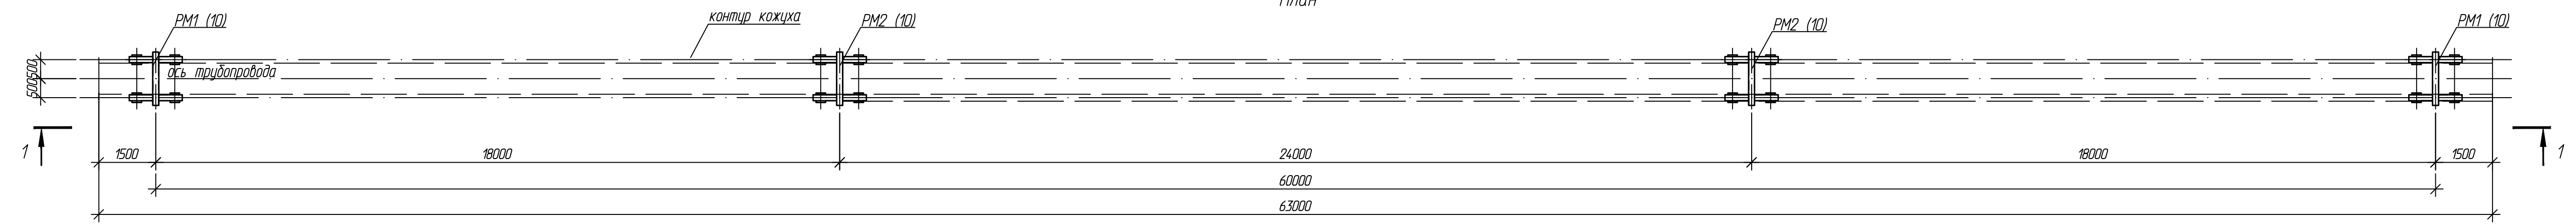 План
РМ1 (10)
контур кожуха
РМ2 (10)
РМ2 (10)
РМ1 (10)
ось трубопровода
500
500
1
1
1500
18000
24000
18000
1500
60000
63000